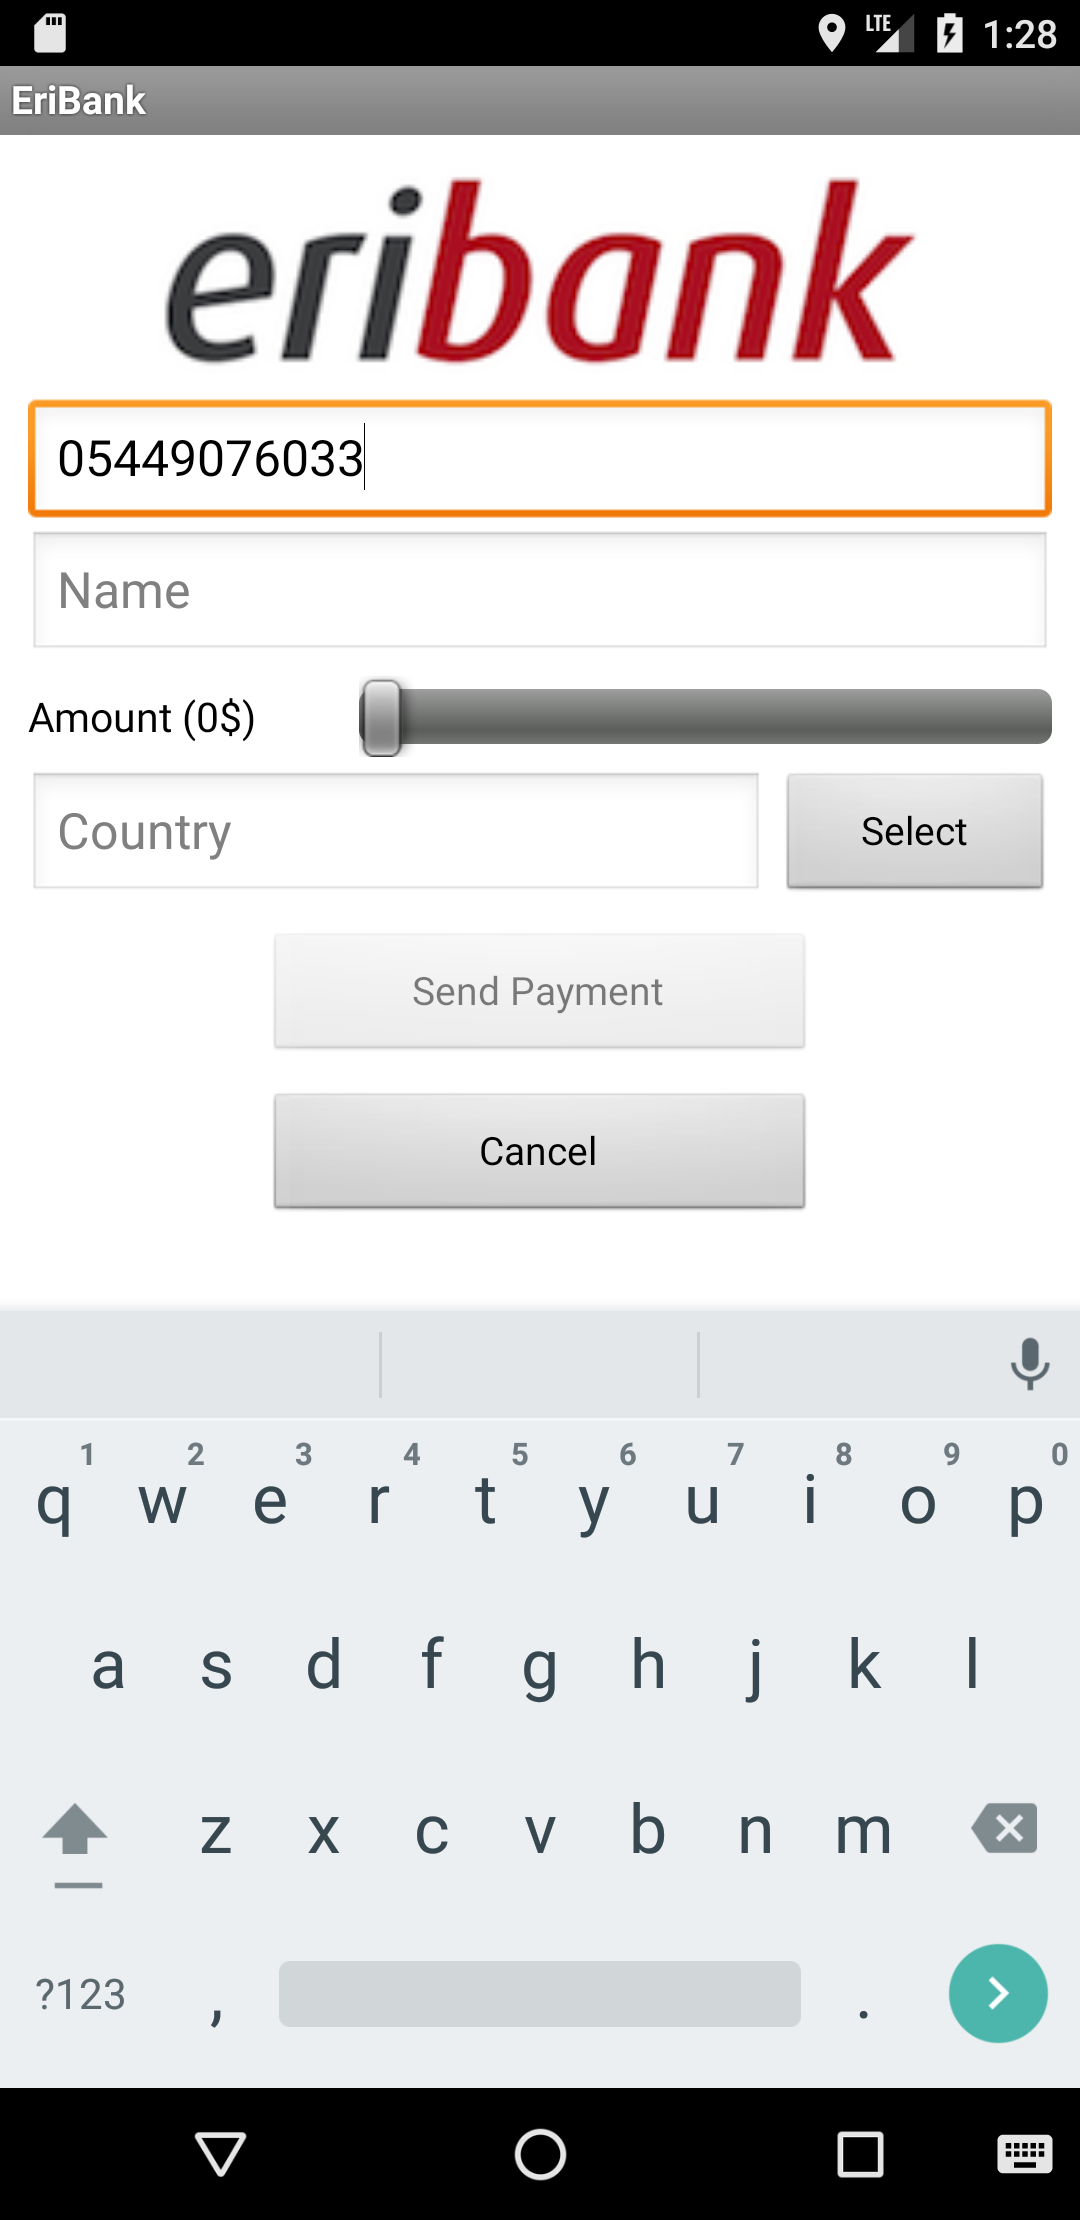 LTE 1:28
EriBank
eribank
05449076033
Name
Amount (0$)
Country
Select
Send Payment
Cancel
1 2 3 4 5 6 7 8 9 0
q w e r t y u i o p
a s d f g h j k l
z x c v b n m
?123 , .